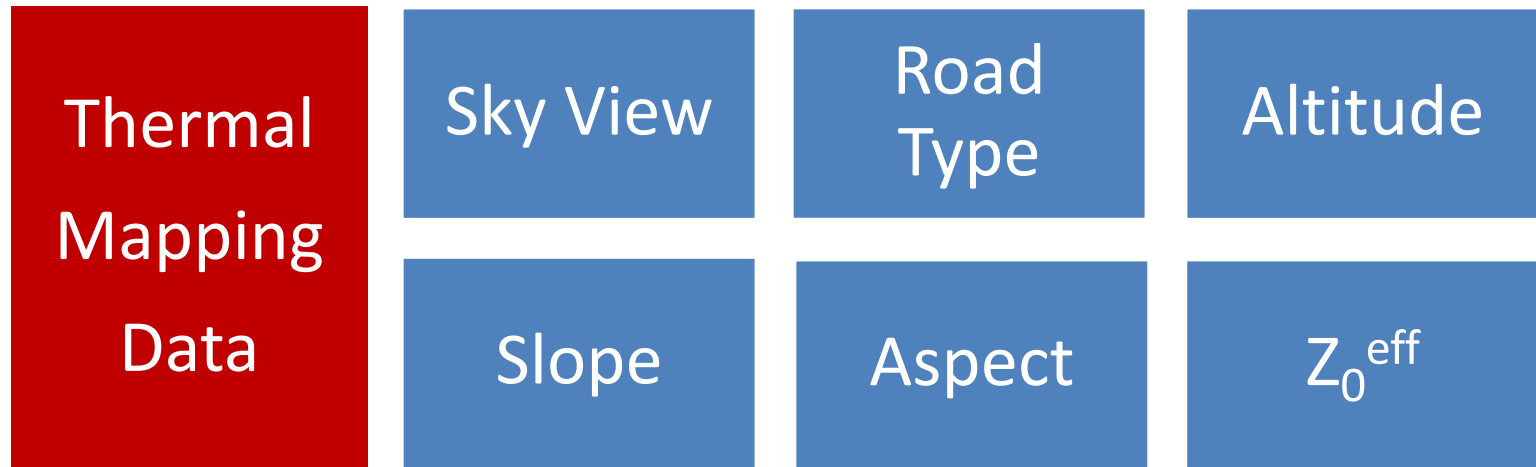 Thermal
Mapping
Data
Sky View
Road
Type
Altitude
Slope
Aspect
Z₀ᵉᶠᶠ